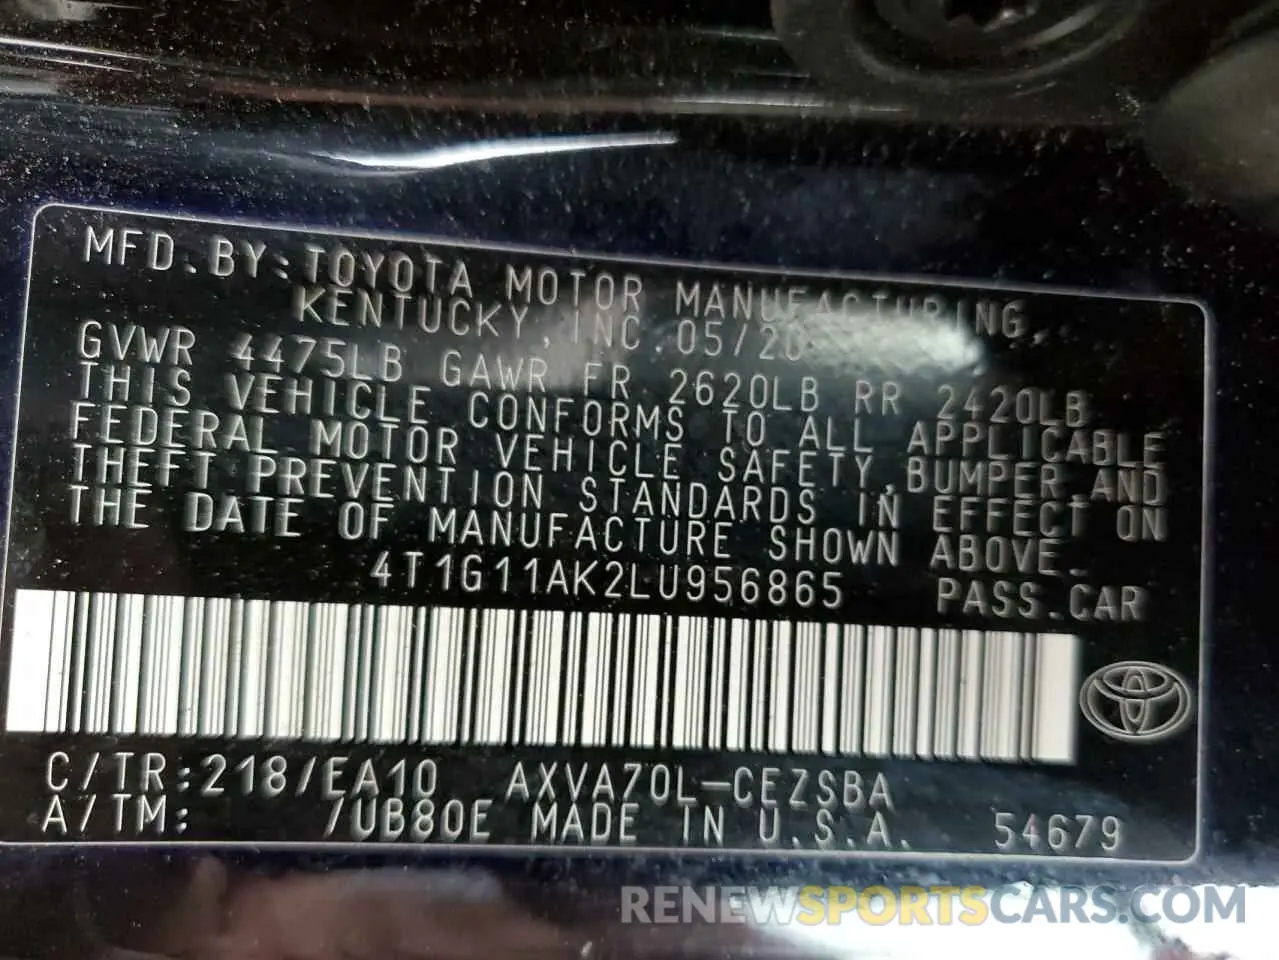 MFD.BY:TOYOTA MOTOR MANUFACTURING,
KENTUCKY,INC.05/20
GVWR 4475LB GAWR FR 2620LB RR 2420LB
THIS VEHICLE CONFORMS TO ALL APPLICABLE
FEDERAL MOTOR VEHICLE SAFETY,BUMPER,AND
THEFT PREVENTION STANDARDS IN EFFECT ON
THE DATE OF MANUFACTURE SHOWN ABOVE.
4T1G11AK2LU956865 PASS.CAR
C/TR:218/EA10 AXVA70L-CEZSBA
A/TM: /UB80E MADE IN U.S.A. 54679
RENEWSPORTSCARS.COM